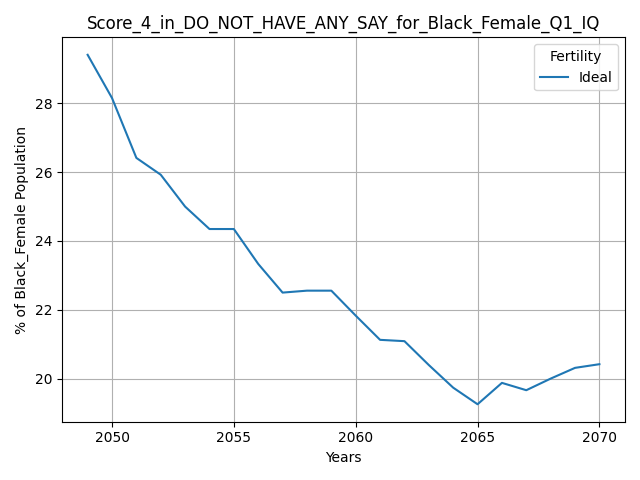 Score_4_in_DO_NOT_HAVE_ANY_SAY_for_Black_Female_Q1_IQ
Fertility
Ideal
% of Black_Female Population
28
26
24
22
20
2050 2055 2060 2065 2070
Years